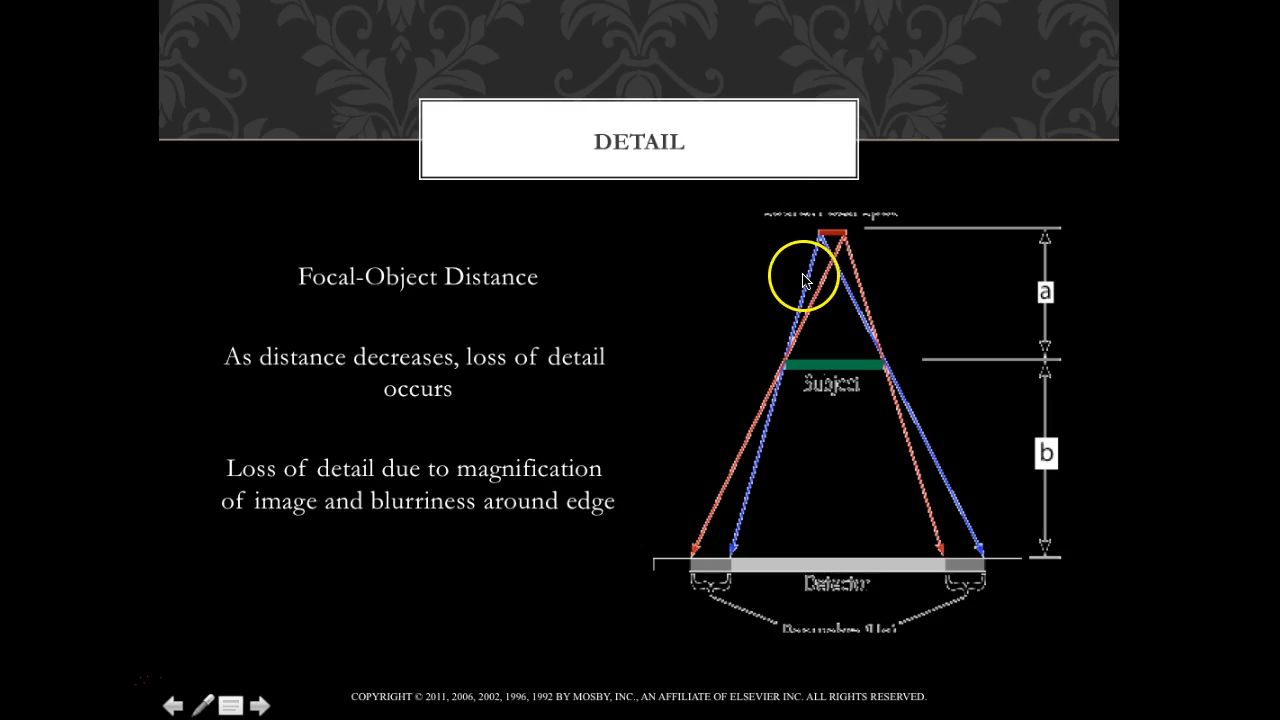 DETAIL
Focal-Object Distance
As distance decreases, loss of detail
occurs
Loss of detail due to magnification
of image and blurriness around edge
a
Subject
b
Detector
COPYRIGHT © 2011, 2006, 2002, 1996, 1992 BY MOSBY, INC., AN AFFILIATE OF ELSEVIER INC. ALL RIGHTS RESERVED.